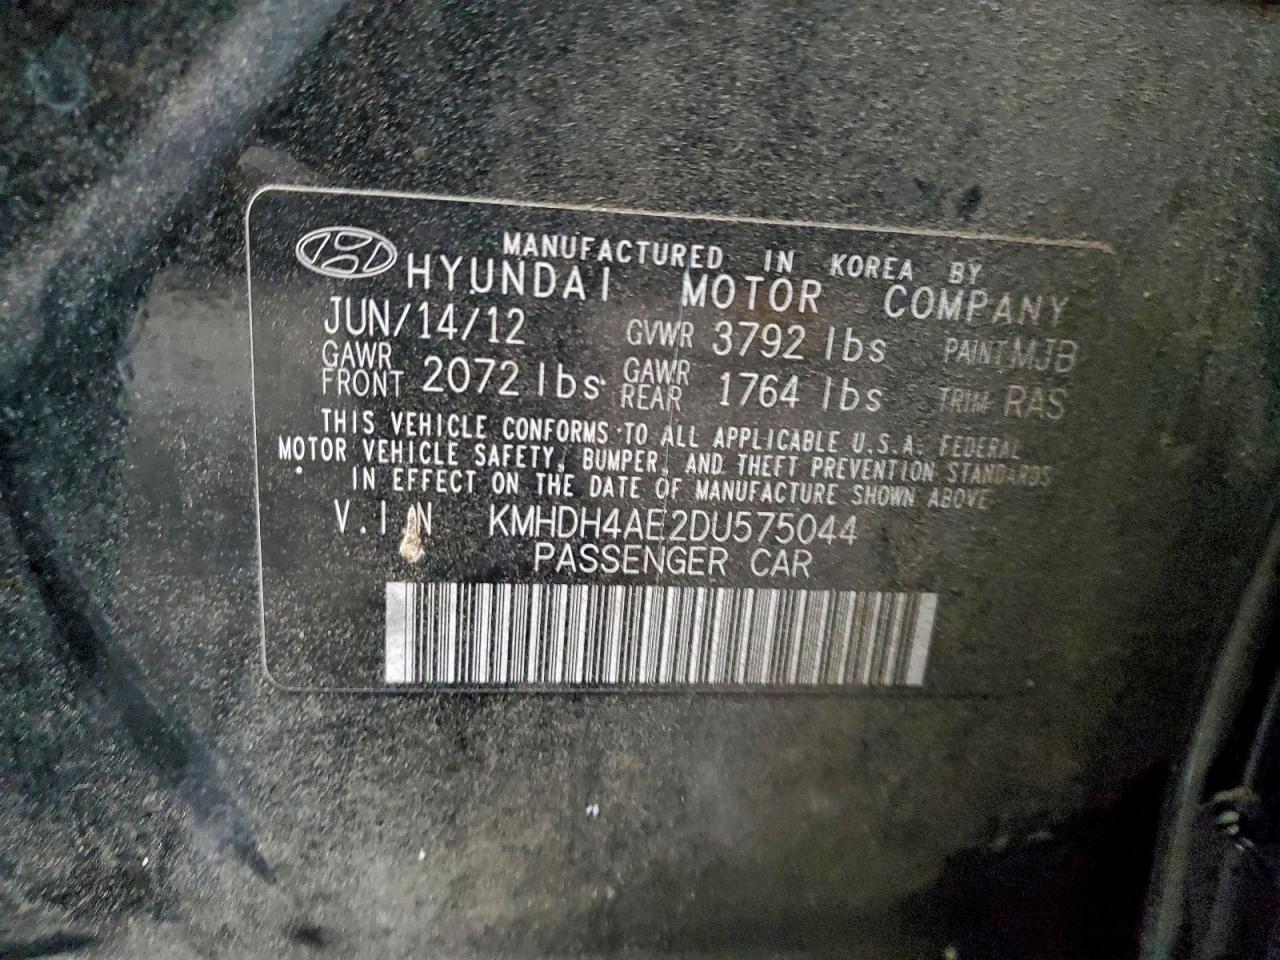 MANUFACTURED IN KOREA BY
HYUNDAI MOTOR COMPANY
JUN/14/12 GVWR 3792 lbs PAINT MJB
GAWR FRONT 2072 lbs GAWR REAR 1764 lbs TRIM RAS
THIS VEHICLE CONFORMS TO ALL APPLICABLE U.S.A. FEDERAL
MOTOR VEHICLE SAFETY, BUMPER, AND THEFT PREVENTION STANDARDS
IN EFFECT ON THE DATE OF MANUFACTURE SHOWN ABOVE
V.I N KMHDH4AE2DU575044
PASSENGER CAR